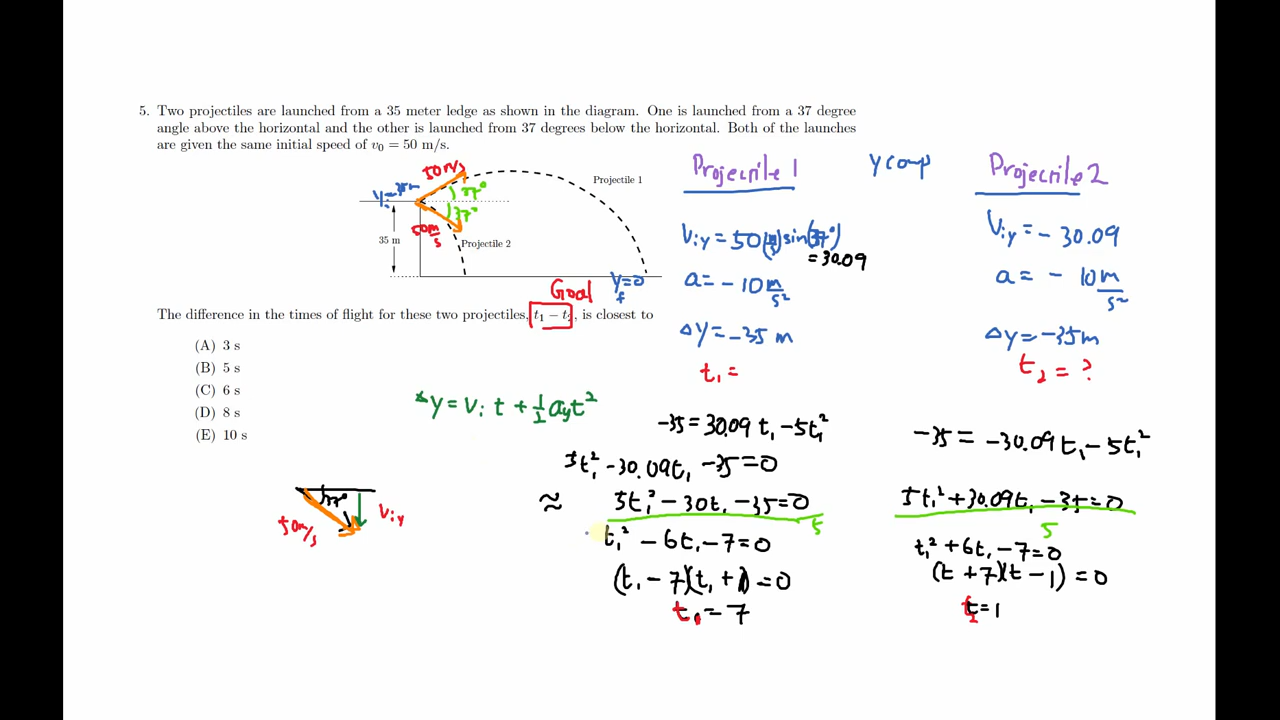 5. Two projectiles are launched from a 35 meter ledge as shown in the diagram. One is launched from a 37 degree
angle above the horizontal and the other is launched from 37 degrees below the horizontal. Both of the launches
are given the same initial speed of v₀ = 50 m/s.
50 m/s
37°
37°
50 m/s
35 m
Projectile 1
Projectile 2
y_f = 0
Goal
The difference in the times of flight for these two projectiles, t₁ − t₂, is closest to
(A) 3 s
(B) 5 s
(C) 6 s
(D) 8 s
(E) 10 s
Δy = v_i t + ½ a_y t²
37°
50 m/s
V_iy
Projectile 1
V_iy = 50 (m/s) sin(37°)
= 30.09
a = -10 m/s²
Δy = -35 m
t₁ =
-35 = 30.09 t₁ - 5t₁²
5t₁² - 30.09t₁ - 35 = 0
≈ 5t₁² - 30t₁ - 35 = 0
5
t₁² - 6t₁ - 7 = 0
(t₁ - 7)(t₁ + 1) = 0
t₁ = 7
y comp
Projectile 2
V_iy = - 30.09
a = - 10 m/s²
Δy = -35 m
t₂ = ?
-35 = -30.09 t₁ - 5t₁²
5t₁² + 30.09t₁ - 35 = 0
5
t₁² + 6t₁ - 7 = 0
(t + 7)(t - 1) = 0
t₂ = 1